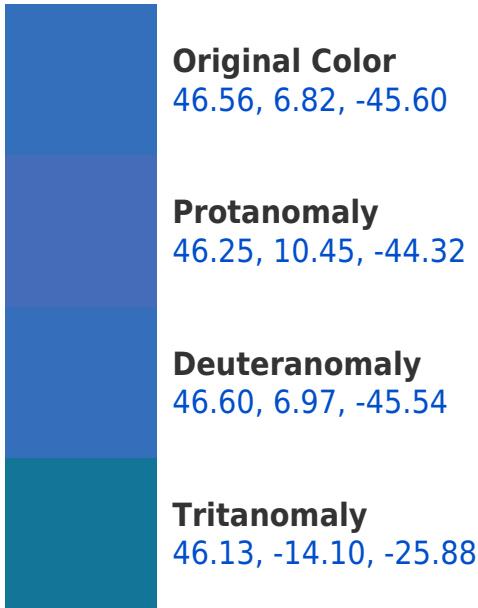 Original Color
46.56, 6.82, -45.60
Protanomaly
46.25, 10.45, -44.32
Deuteranomaly
46.60, 6.97, -45.54
Tritanomaly
46.13, -14.10, -25.88